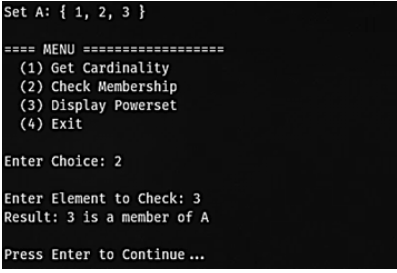 Set A: { 1, 2, 3 }
==== MENU ==================
(1) Get Cardinality
(2) Check Membership
(3) Display Powerset
(4) Exit
Enter Choice: 2
Enter Element to Check: 3
Result: 3 is a member of A
Press Enter to Continue...